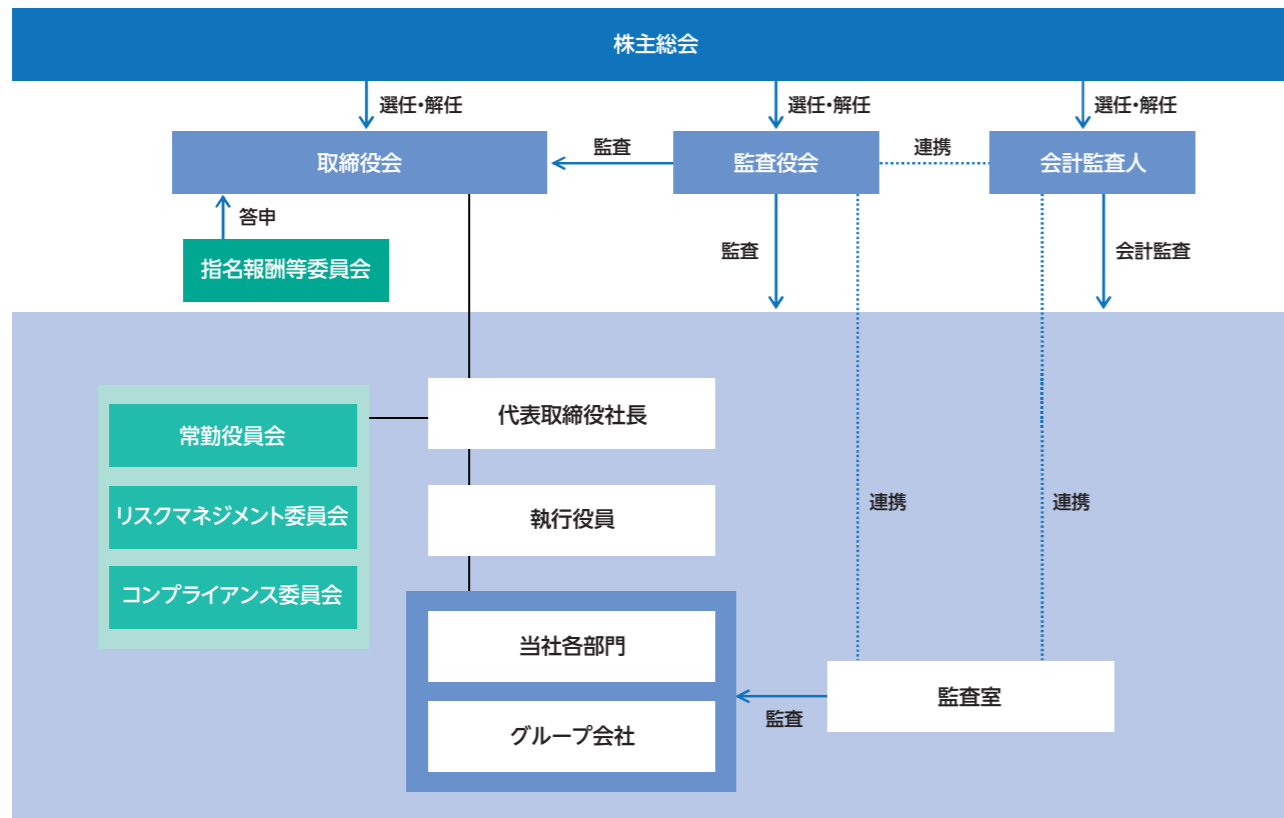 株主総会
選任・解任
選任・解任
選任・解任
取締役会
監査
監査役会
連携
会計監査人
答申
指名報酬等委員会
監査
会計監査
代表取締役社長
常勤役員会
リスクマネジメント委員会
コンプライアンス委員会
執行役員
連携
連携
当社各部門
グループ会社
監査
監査室